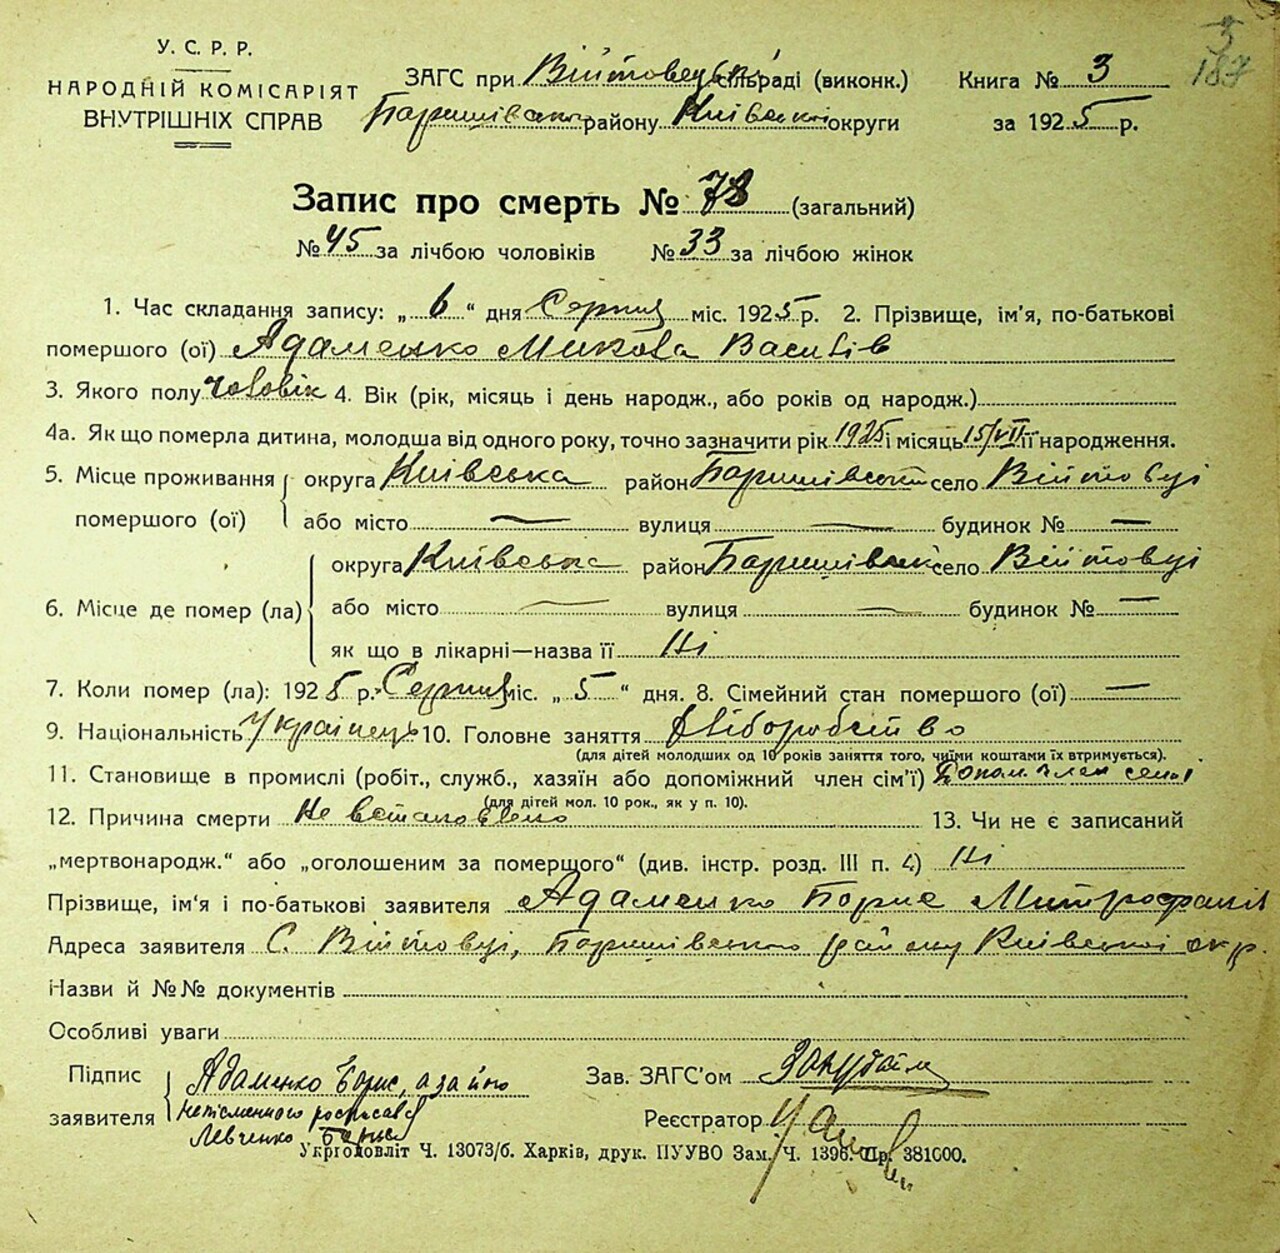 У. С. Р. Р.
НАРОДНІЙ КОМІСАРІЯТ
ВНУТРІШНІХ СПРАВ
ЗАГС при Війтовецькій сільраді (виконк.)
Баришівського району Київської округи
Книга № 3
за 1925 р.
3
187
Запис про смерть № 78 (загальний)
№ 45 за лічбою чоловіків № 33 за лічбою жінок
1. Час складання запису: „ 6 “ дня Серпня міс. 1925 р. 2. Прізвище, ім'я, по-батькові
помершого (ої) Адаменко Микола Василів
3. Якого полу чоловік 4. Вік (рік, місяць і день народж., або років од народж.)
4а. Як що померла дитина, молодша від одного року, точно зазначити рік 1925 і місяць 15/VII її народження.
5. Місце проживання помершого (ої) округа Київська район Баришівський село Війтовці
або місто — вулиця — будинок № —
6. Місце де помер (ла) округа Київська район Баришівськ село Війтовці
або місто — вулиця — будинок № —
як що в лікарні—назва її Ні
7. Коли помер (ла): 1925 р. Серпня міс. „ 5 “ дня. 8. Сімейний стан помершого (ої) —
9. Національність Українець 10. Головне заняття Хліборобство
(для дітей молодших од 10 років заняття того, чиїми коштами їх втримується).
11. Становище в промислі (робіт., служб., хазяїн або допоміжний член сім'ї) Допом. член семї
(для дітей мол. 10 рок., як у п. 10).
12. Причина смерти Не встановлено 13. Чи не є записаний
„мертвонародж.“ або „оголошеним за померщого“ (див. інстр. розд. III п. 4) Ні
Прізвище, ім'я і по-батькові заявителя Адаменко Борис Митрофанів
Адреса заявителя С. Війтовці, Баришівського району Київської окр.
Назви й №№ документів
Особливі уваги
Підпис заявителя Адаменко Борис, а за його
неписьменного росписався
Левченко
Зав. ЗАГС'ом
Реєстратор
Укрголовліт Ч. 13073/б. Харків, друк. ПУУВО Зам. Ч. 1396. Пр. 381000.